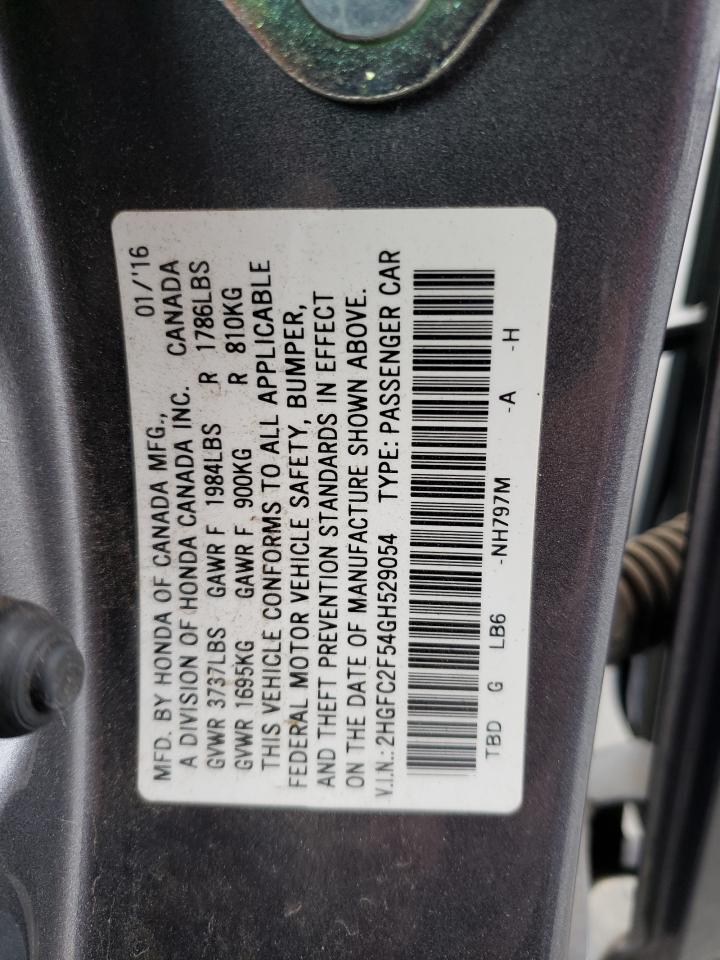 MFD. BY HONDA OF CANADA MFG., 01/'16
A DIVISION OF HONDA CANADA INC. CANADA
GVWR 3737LBS GAWR F 1984LBS R 1786LBS
GVWR 1695KG GAWR F 900KG R 810KG
THIS VEHICLE CONFORMS TO ALL APPLICABLE
FEDERAL MOTOR VEHICLE SAFETY, BUMPER,
AND THEFT PREVENTION STANDARDS IN EFFECT
ON THE DATE OF MANUFACTURE SHOWN ABOVE.
V.I.N.: 2HGFC2F54GH529054 TYPE: PASSENGER CAR
TBD G LB6 -NH797M -A -H